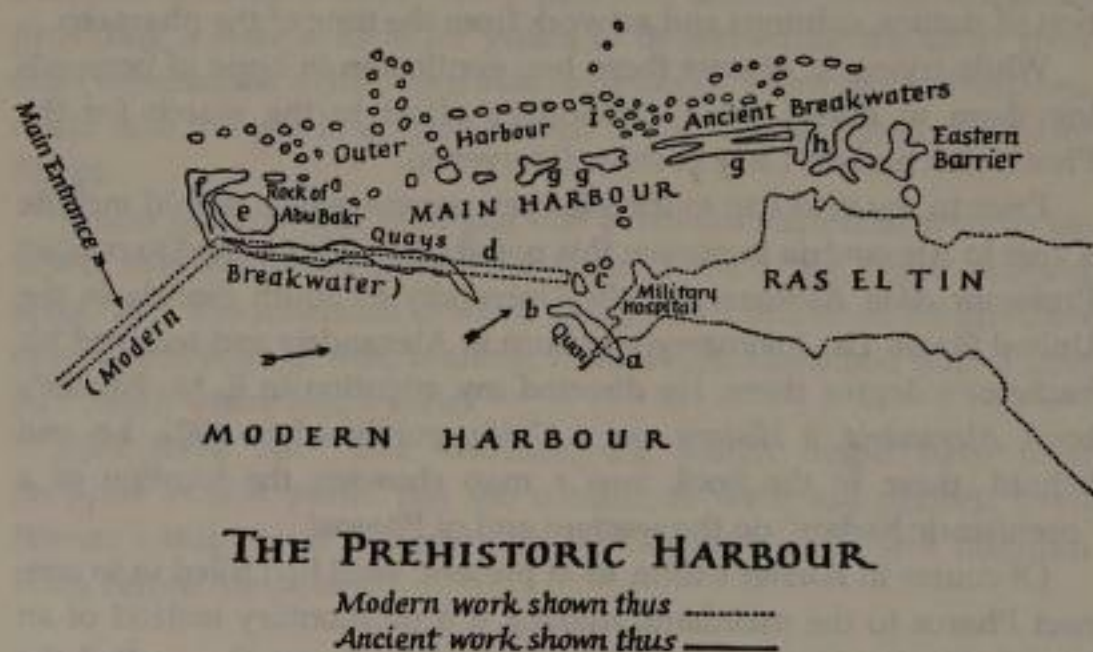 Main Entrance
Ancient Breakwaters
Outer Harbour
i
Eastern
Barrier
h
g g g
f
e
Rock of
Abu Bakr
MAIN HARBOUR
Quays
d
(Modern Breakwater)
c
RAS EL TIN
Military
Hospital
b
Quay
a
MODERN HARBOUR
THE PREHISTORIC HARBOUR
Modern work shown thus
Ancient work shown thus